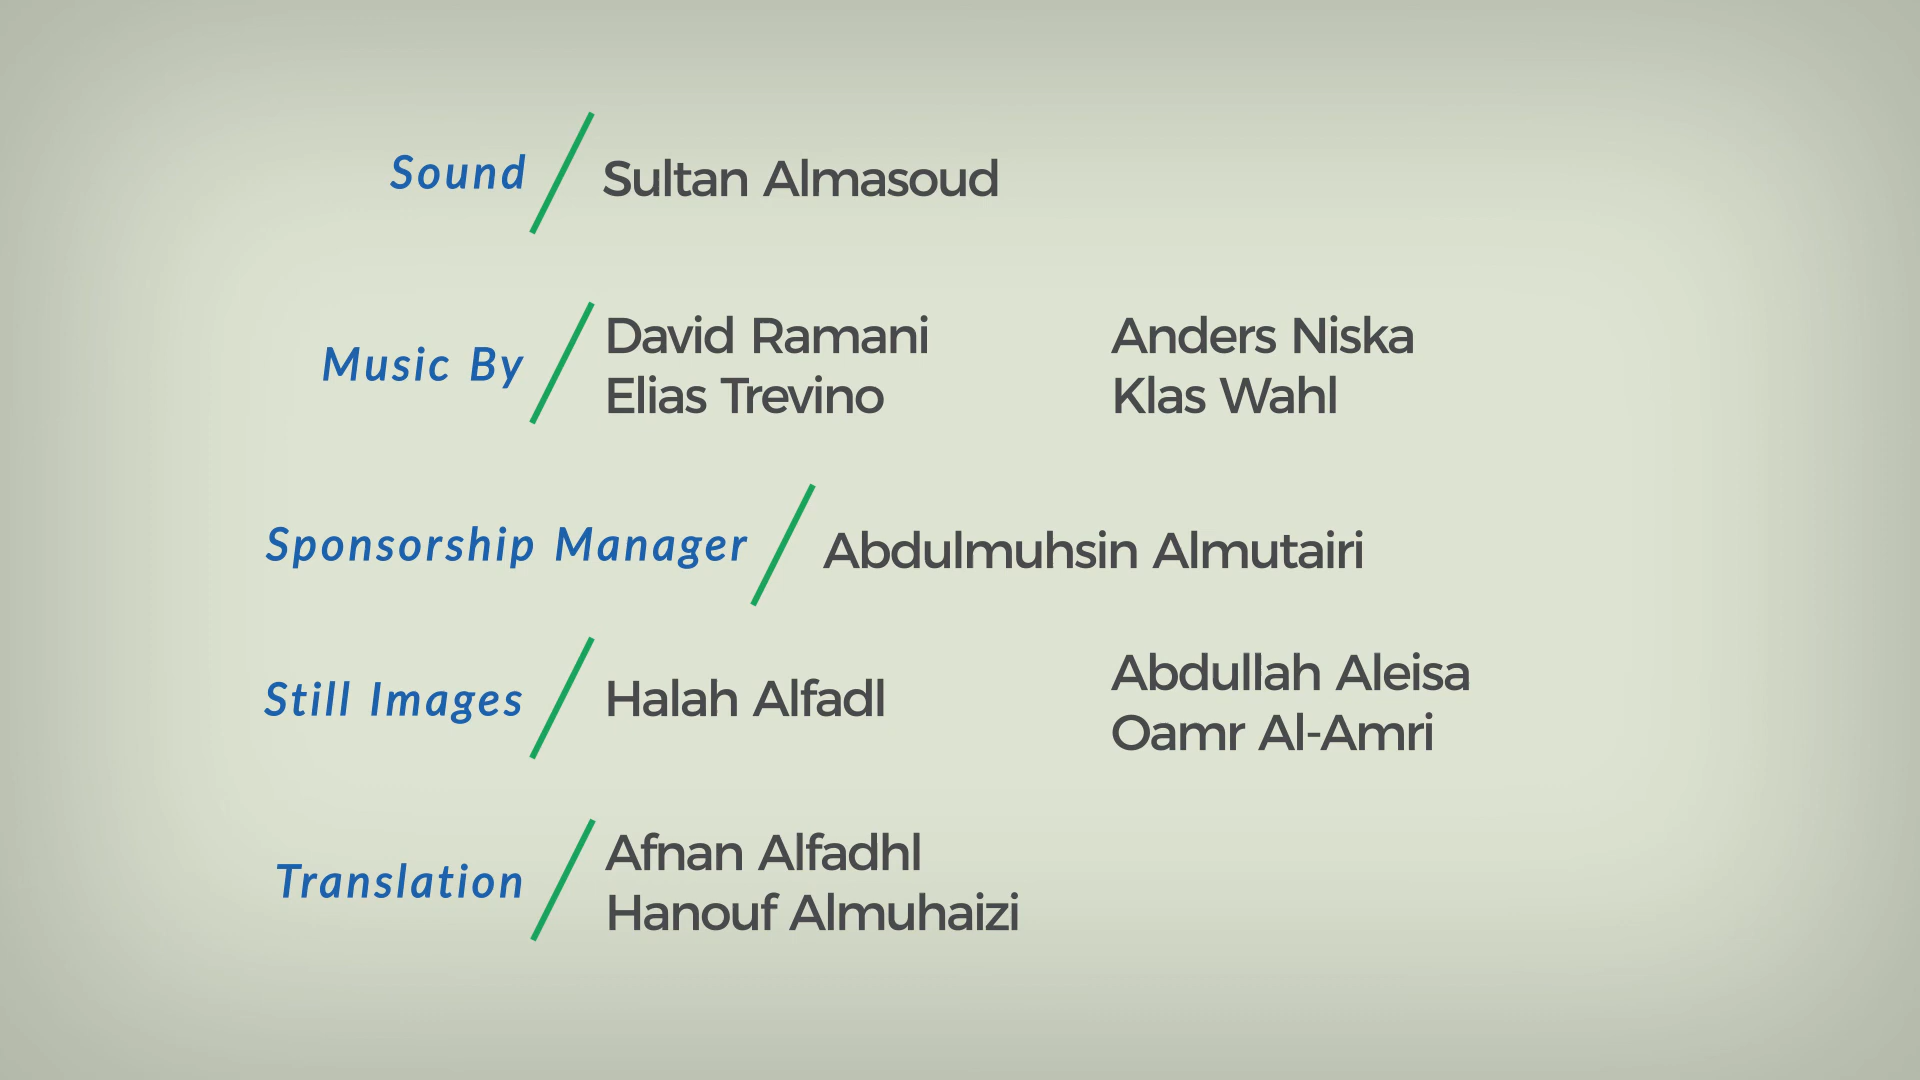 Sound / Sultan Almasoud
Music By / David Ramani Anders Niska
Elias Trevino Klas Wahl
Sponsorship Manager / Abdulmuhsin Almutairi
Still Images / Halah Alfadl
Abdullah Aleisa
Oamr Al-Amri
Translation / Afnan Alfadhl
Hanouf Almuhaizi